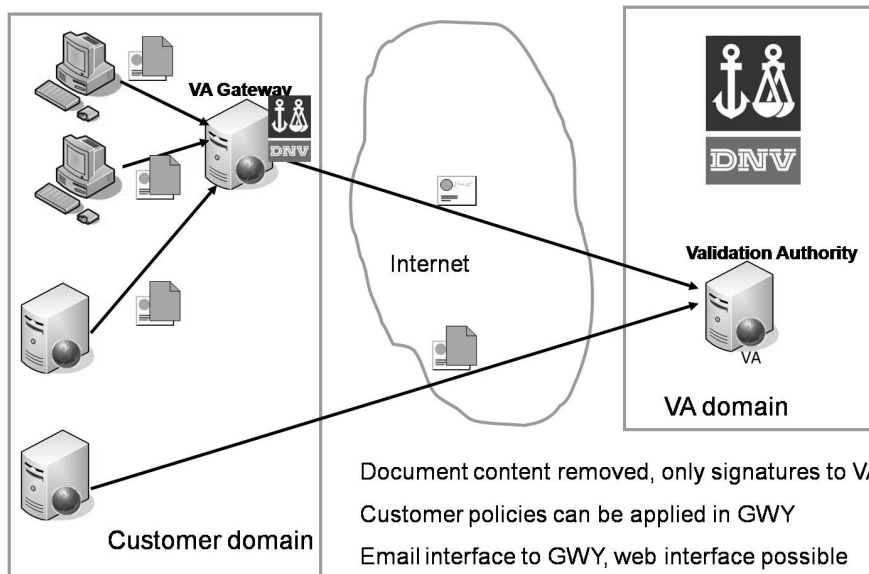 VA Gateway
DNV
DNV
Internet
Validation Authority
VA
VA domain
Customer domain
Document content removed, only signatures to VA
Customer policies can be applied in GWY
Email interface to GWY, web interface possible